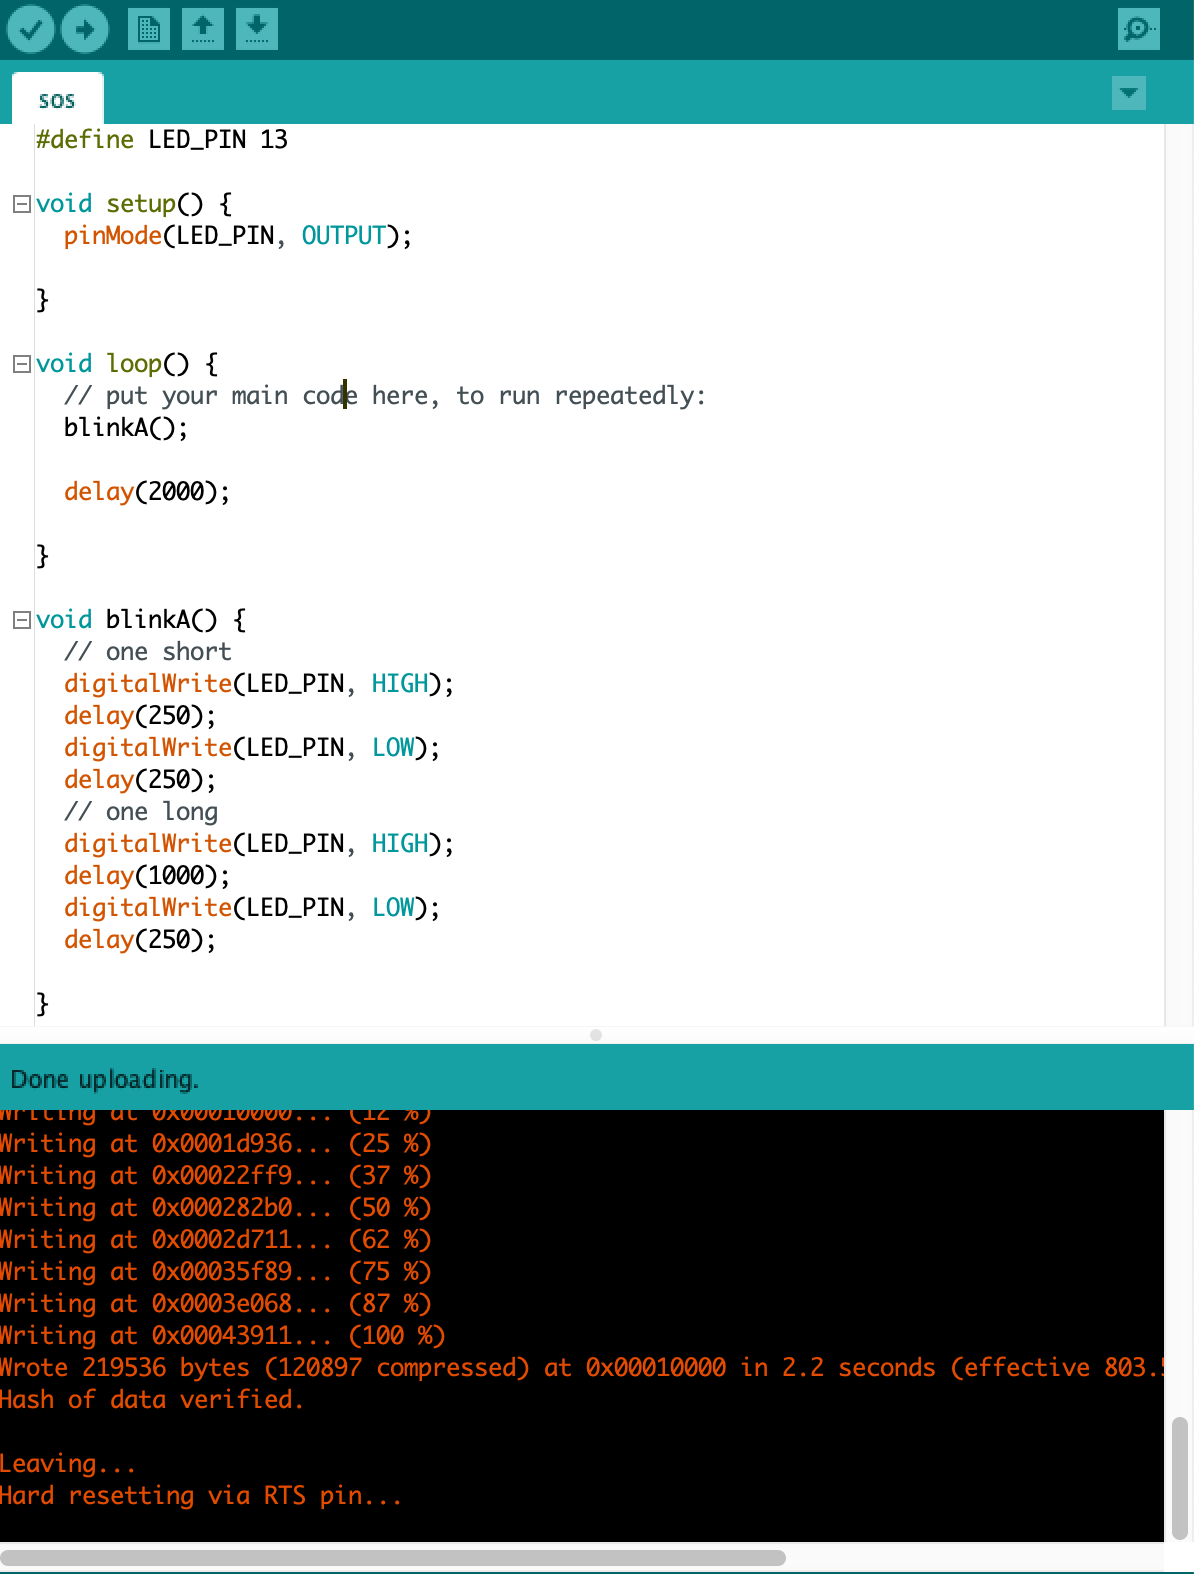 sos
#define LED_PIN 13
void setup() {
pinMode(LED_PIN, OUTPUT);
}
void loop() {
// put your main code here, to run repeatedly:
blinkA();
delay(2000);
}
void blinkA() {
// one short
digitalWrite(LED_PIN, HIGH);
delay(250);
digitalWrite(LED_PIN, LOW);
delay(250);
// one long
digitalWrite(LED_PIN, HIGH);
delay(1000);
digitalWrite(LED_PIN, LOW);
delay(250);
}
Done uploading.
Writing at 0x00010000... (12 %)
Writing at 0x0001d936... (25 %)
Writing at 0x00022ff9... (37 %)
Writing at 0x000282b0... (50 %)
Writing at 0x0002d711... (62 %)
Writing at 0x00035f89... (75 %)
Writing at 0x0003e068... (87 %)
Writing at 0x00043911... (100 %)
Wrote 219536 bytes (120897 compressed) at 0x00010000 in 2.2 seconds (effective 803.
Hash of data verified.
Leaving...
Hard resetting via RTS pin...